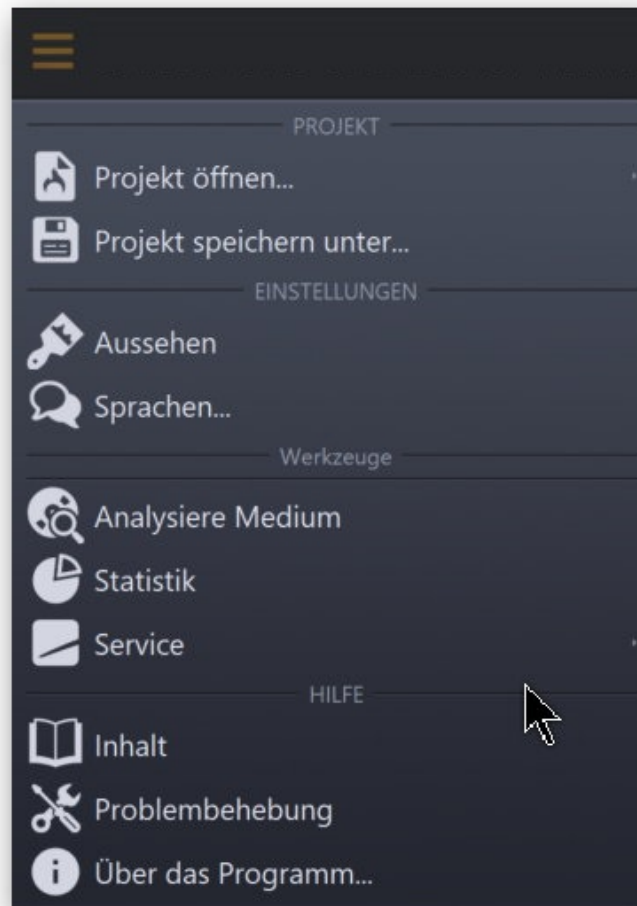 PROJEKT
Projekt öffnen...
Projekt speichern unter...
EINSTELLUNGEN
Aussehen
Sprachen...
Werkzeuge
Analysiere Medium
Statistik
Service
HILFE
Inhalt
Problembehebung
Über das Programm...